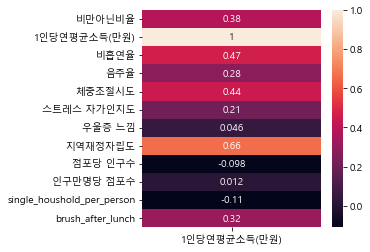 비만아닌비율 0.38
1인당연평균소득(만원) 1
비흡연율 0.47
음주율 0.28
체중조절시도 0.44
스트레스 자가인지도 0.21
우울증 느낌 0.046
지역재정자립도 0.66
점포당 인구수 -0.098
인구만명당 점포수 0.012
single_houshold_per_person -0.11
brush_after_lunch 0.32
1인당연평균소득(만원)
1.0
0.8
0.6
0.4
0.2
0.0